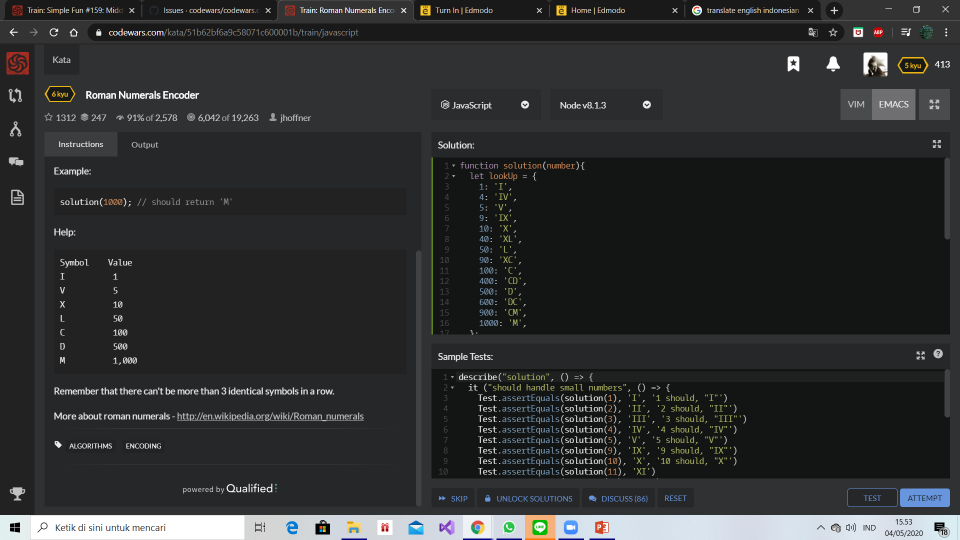 Train: Simple Fun #159: Midd
Issues · codewars/codewars.c
Train: Roman Numerals Enco
Turn In | Edmodo
Home | Edmodo
translate english indonesian
codewars.com/kata/51b62bf6a9c58071c600001b/train/javascript
ABP
Kata
5 kyu
413
6 kyu
Roman Numerals Encoder
1312 247 91% of 2,578 6,042 of 19,263 jhoffner
JavaScript
Node v8.1.3
VIM
EMACS
Instructions
Output
Example:
solution(1000); // should return 'M'
Help:
Symbol Value
I 1
V 5
X 10
L 50
C 100
D 500
M 1,000
Remember that there can't be more than 3 identical symbols in a row.
More about roman numerals - http://en.wikipedia.org/wiki/Roman_numerals
ALGORITHMS ENCODING
powered by Qualified
Solution:
1 function solution(number){
2 let lookUp = {
3 1: 'I',
4 4: 'IV',
5 5: 'V',
6 9: 'IX',
7 10: 'X',
8 40: 'XL',
9 50: 'L',
10 90: 'XC',
11 100: 'C',
12 400: 'CD',
13 500: 'D',
14 600: 'DC',
15 900: 'CM',
16 1000: 'M',
17 };
Sample Tests:
1 describe("solution", () => {
2 it ("should handle small numbers", () => {
3 Test.assertEquals(solution(1), 'I', '1 should, "I"')
4 Test.assertEquals(solution(2), 'II', '2 should, "II"')
5 Test.assertEquals(solution(3), 'III', '3 should, "III"')
6 Test.assertEquals(solution(4), 'IV', '4 should, "IV"')
7 Test.assertEquals(solution(5), 'V', '5 should, "V"')
8 Test.assertEquals(solution(9), 'IX', '9 should, "IX"')
9 Test.assertEquals(solution(10), 'X', '10 should, "X"')
10 Test.assertEquals(solution(11), 'XI')
SKIP
UNLOCK SOLUTIONS
DISCUSS (86)
RESET
TEST
ATTEMPT
Ketik di sini untuk mencari
IND
15.53
04/05/2020
18